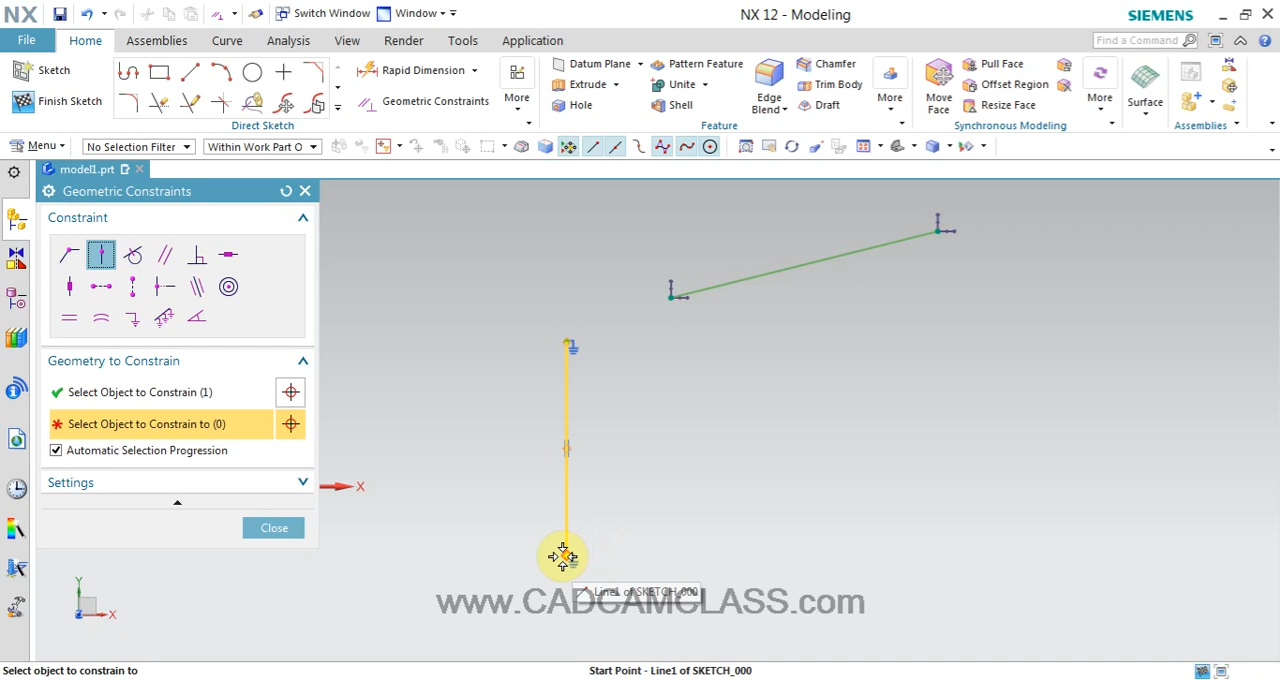 NX Switch Window Window NX 12 - Modeling SIEMENS
File Home Assemblies Curve Analysis View Render Tools Application Find a Command
Sketch Rapid Dimension Datum Plane Pattern Feature Chamfer Pull Face
Finish Sketch Geometric Constraints More Extrude Unite Edge Blend Trim Body More Move Face Offset Region More Surface
Hole Shell Draft Resize Face
Direct Sketch Feature Synchronous Modeling Assemblies
Menu No Selection Filter Within Work Part O
model1.prt
Geometric Constraints
Constraint
Geometry to Constrain
Select Object to Constrain (1)
* Select Object to Constrain to (0)
Automatic Selection Progression
Settings
X
Close
Y
X
Line1 of SKETCH_000
www.CADCAMCLASS.com
Select object to constrain to Start Point - Line1 of SKETCH_000